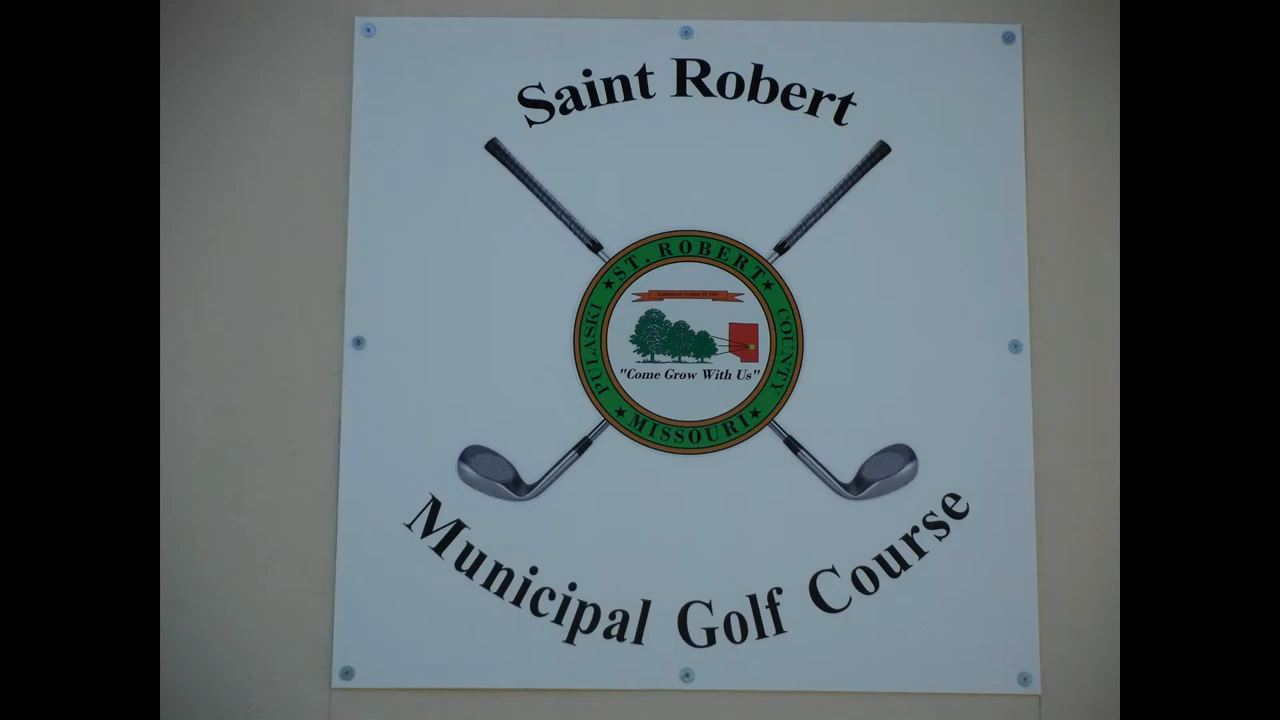 Saint Robert
ST. ROBERT
PULASKI
COUNTY
"Come Grow With Us"
MISSOURI
Municipal Golf Course